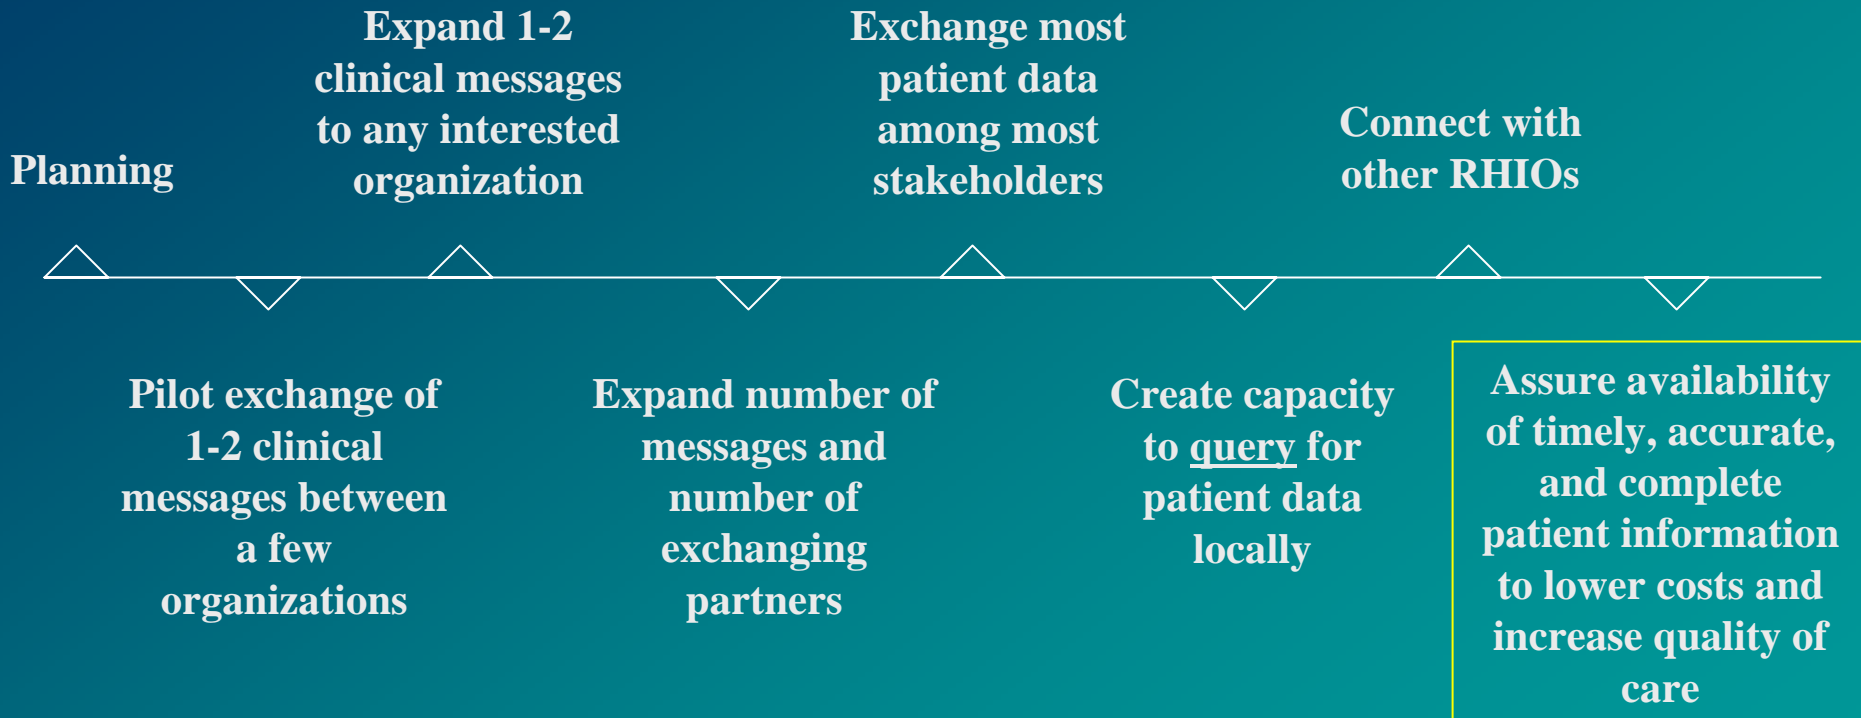 Planning
Pilot exchange of
1-2 clinical
messages between
a few
organizations
Expand 1-2
clinical messages
to any interested
organization
Expand number of
messages and
number of
exchanging
partners
Exchange most
patient data
among most
stakeholders
Create capacity
to query for
patient data
locally
Connect with
other RHIOs
Assure availability
of timely, accurate,
and complete
patient information
to lower costs and
increase quality of
care